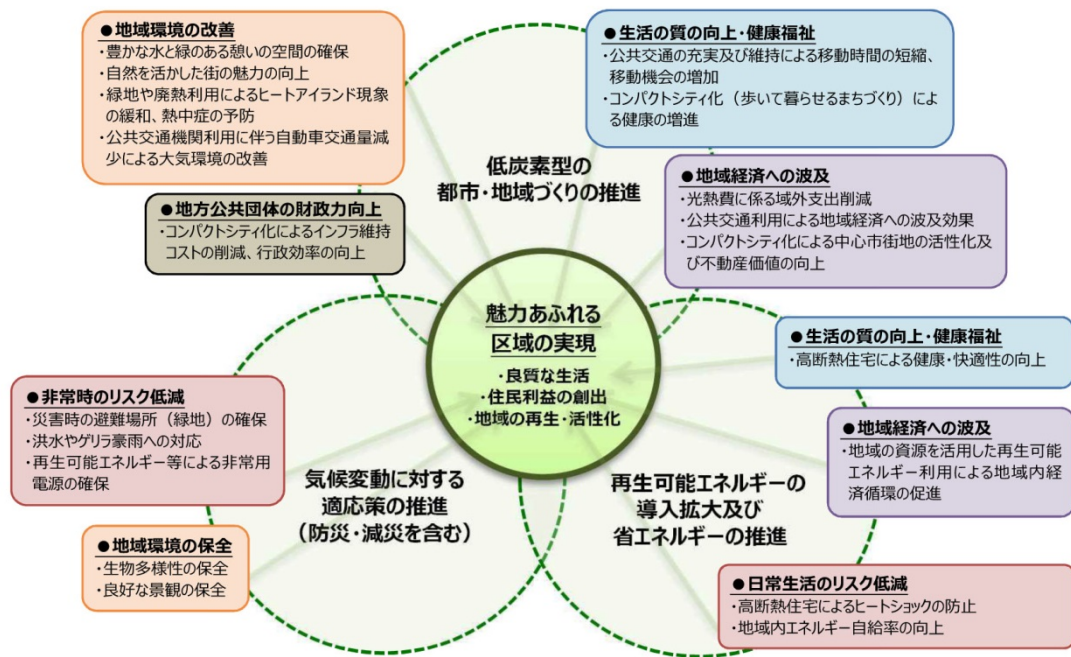 ●地域環境の改善
・豊かな水と緑のある憩いの空間の確保
・自然を活かした街の魅力の向上
・緑地や廃熱利用によるヒートアイランド現象
の緩和、熱中症の予防
・公共交通機関利用に伴う自動車交通量減
少による大気環境の改善
●地方公共団体の財政力向上
・コンパクトシティ化によるインフラ維持
コストの削減、行政効率の向上
●生活の質の向上・健康福祉
・公共交通の充実及び維持による移動時間の短縮、
移動機会の増加
・コンパクトシティ化（歩いて暮らせるまちづくり）によ
る健康の増進
低炭素型の
都市・地域づくりの推進
●地域経済への波及
・光熱費に係る域外支出削減
・公共交通利用による地域経済への波及効果
・コンパクトシティ化による中心市街地の活性化及
び不動産価値の向上
魅力あふれる
区域の実現
・良質な生活
・住民利益の創出
・地域の再生・活性化
●生活の質の向上・健康福祉
・高断熱住宅による健康・快適性の向上
●非常時のリスク低減
・災害時の避難場所（緑地）の確保
・洪水やゲリラ豪雨への対応
・再生可能エネルギー等による非常用
電源の確保
●地域経済への波及
・地域の資源を活用した再生可能
エネルギー利用による地域内経
済循環の促進
気候変動に対する
適応策の推進
（防災・減災を含む）
再生可能エネルギーの
導入拡大及び
省エネルギーの推進
●地域環境の保全
・生物多様性の保全
・良好な景観の保全
●日常生活のリスク低減
・高断熱住宅によるヒートショックの防止
・地域内エネルギー自給率の向上